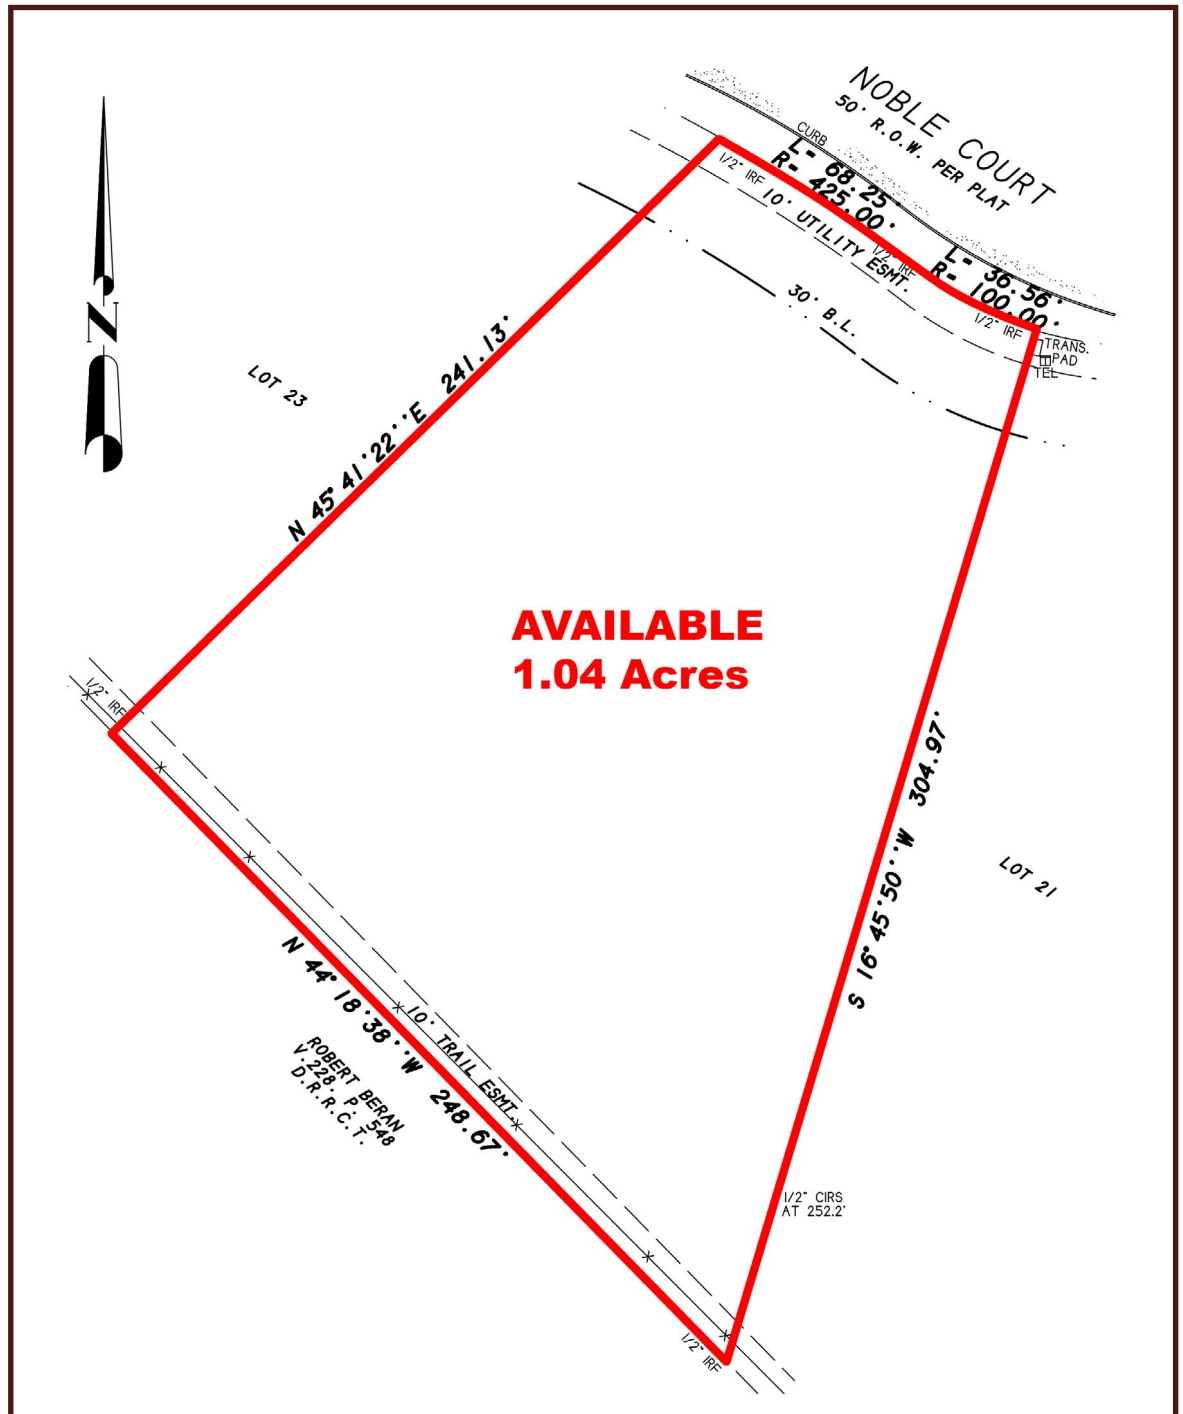 NOBLE COURT
50' R.O.W. PER PLAT
CURB
L- 68.25'
R- 425.00'
1/2" IRF
10' UTILITY ESMT.
1/2" IRF
L- 36.56'
R- 100.00'
1/2" IRF
30' B.L.
TRANS.
PAD
TEL
N
LOT 23
N 45° 41' 22'' E 241.13'
AVAILABLE
1.04 Acres
1/2" IRF
S 16° 45' 50'' W 304.97'
LOT 21
N 44° 18' 38'' W 248.67'
10' TRAIL ESMT.
ROBERT BERAN
V.228, P. 548
D.R.R.C.T.
1/2" CIRS
AT 252.2'
1/2" IRF